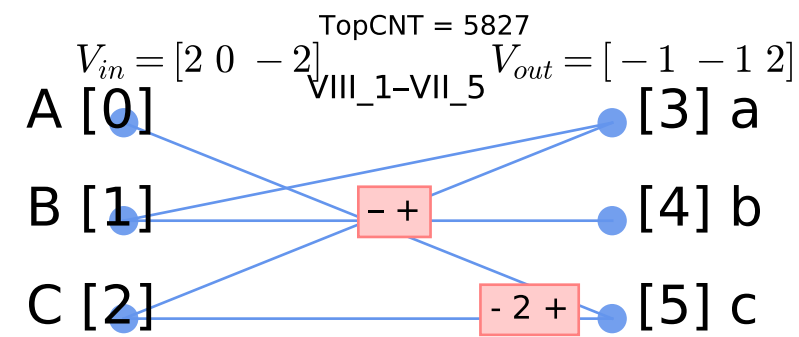 TopCNT = 5827
V_in = [2 0 −2] V_out = [−1 −1 2]
VIII_1–VII_5
A [0] [3] a
– +
B [1] [4] b
- 2 +
C [2] [5] c